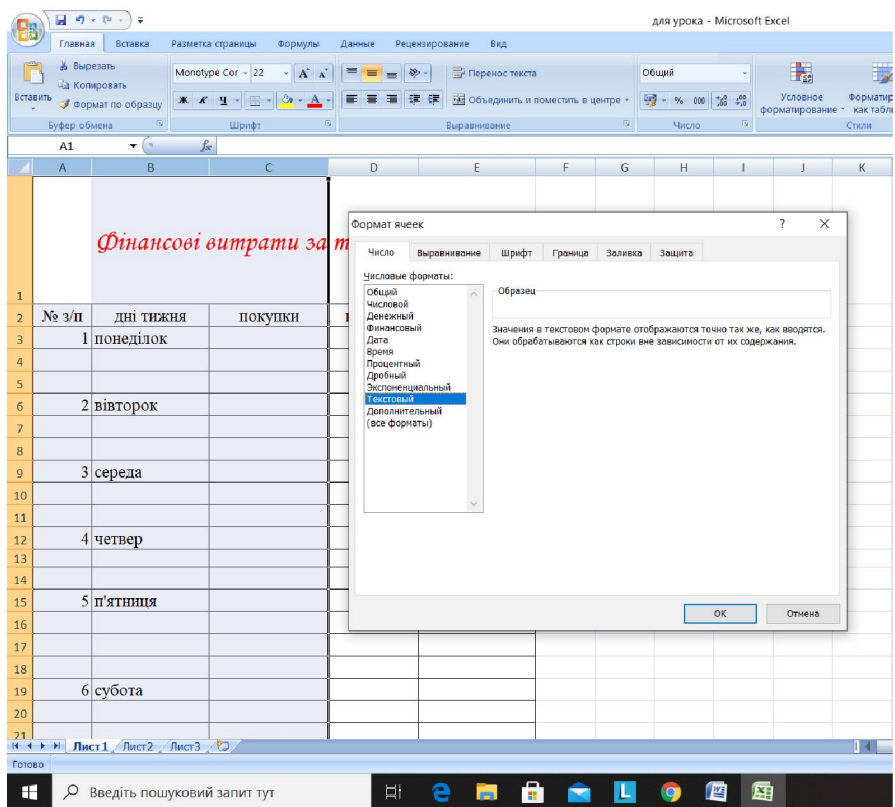 для урока - Microsoft Excel
Главная Вставка Разметка страницы Формулы Данные Рецензирование Вид
Вставить
Вырезать
Копировать
Формат по образцу
Буфер обмена
Monotype Cor 22
Ж К Ч
Шрифт
Перенос текста
Объединить и поместить в центре
Выравнивание
Общий
% 000
Число
Условное форматирование
Стили
A1 fx
A B C D E F G H I J K
1 Фінансові витрати за т
2 № з/п дні тижня покупки
3 1 понеділок
4
5
6 2 вівторок
7
8
9 3 середа
10
11
12 4 четвер
13
14
15 5 п'ятниця
16
17
18
19 6 субота
20
21
Формат ячеек ? X
Число Выравнивание Шрифт Граница Заливка Защита
Числовые форматы:
Общий
Числовой
Денежный
Финансовый
Дата
Время
Процентный
Дробный
Экспоненциальный
Текстовый
Дополнительный
(все форматы)
Образец
Значения в текстовом формате отображаются точно так же, как вводятся.
Они обрабатываются как строки вне зависимости от их содержания.
ОК Отмена
Лист1 Лист2 Лист3
Готово
Введіть пошуковий запит тут